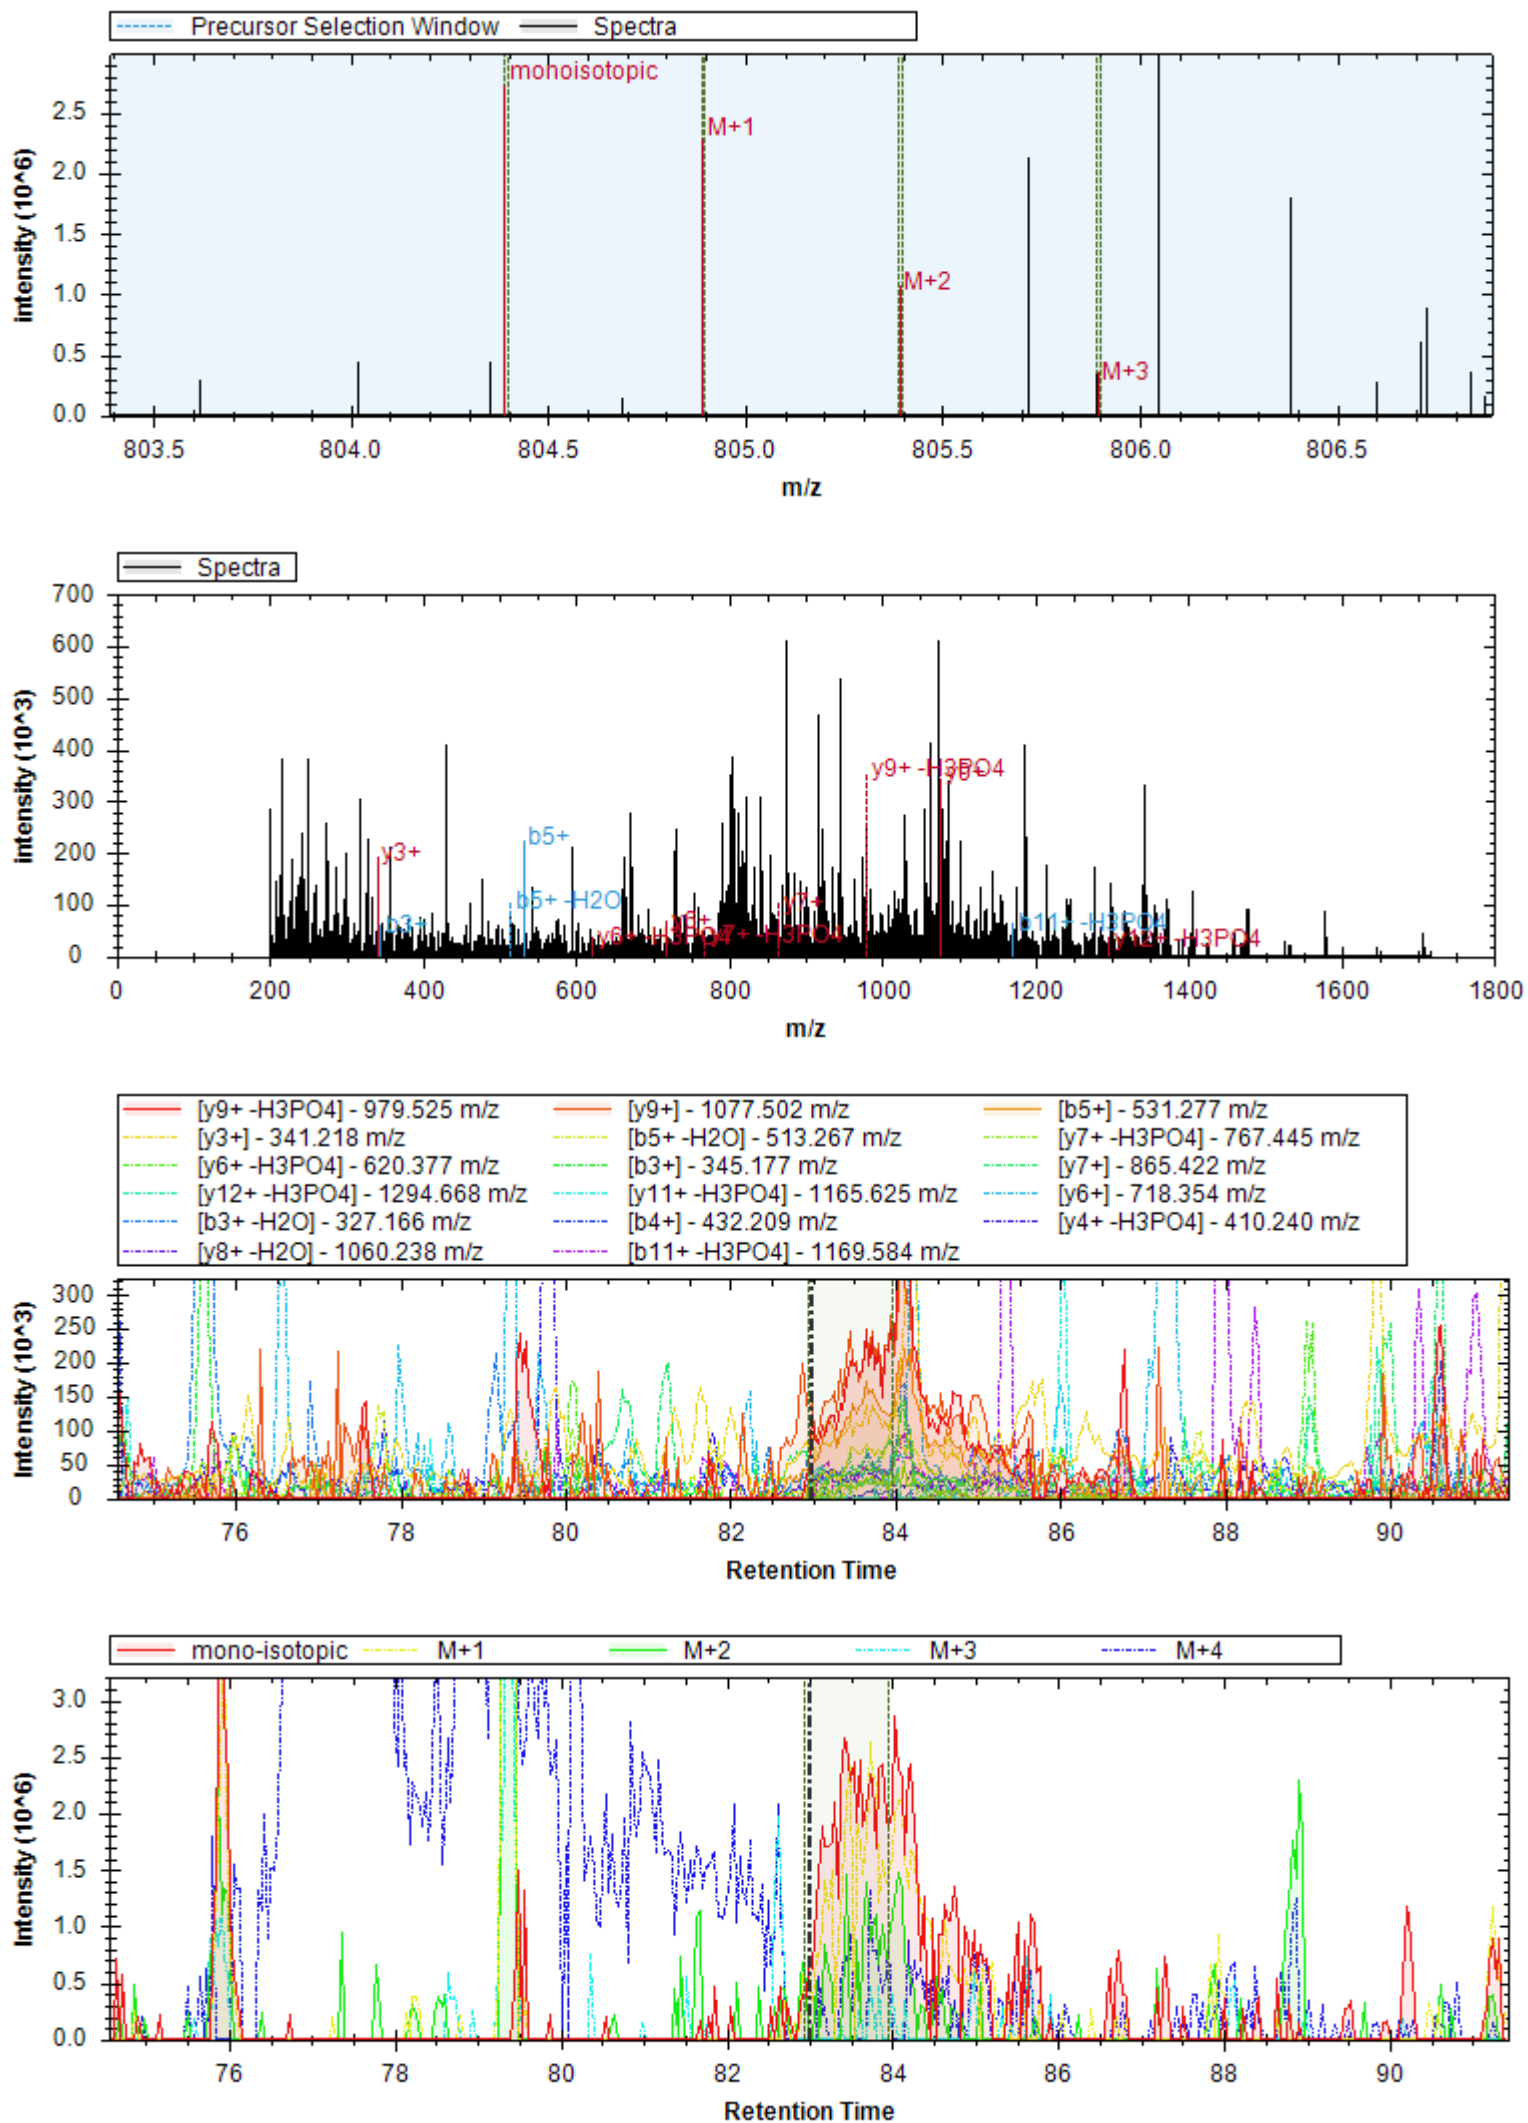 Precursor Selection Window Spectra
monoisotopic
M+1
M+2
M+3
2.5
2.0
1.5
1.0
0.5
0.0
intensity (10^6)
803.5 804.0 804.5 805.0 805.5 806.0 806.5
m/z
Spectra
700
600
500
400
300
200
100
0
intensity (10^3)
y9+ -H3PO4
y3+
b5+
b5+ -H2O
b3+
y6+ -H3PO4
y7+ -H3PO4
y7+
b11+ -H3PO4
y12+ -H3PO4
0 200 400 600 800 1000 1200 1400 1600 1800
m/z
[y9+ -H3PO4] - 979.525 m/z [y9+] - 1077.502 m/z [b5+] - 531.277 m/z
[y3+] - 341.218 m/z [b5+ -H2O] - 513.267 m/z [y7+ -H3PO4] - 767.445 m/z
[y6+ -H3PO4] - 620.377 m/z [b3+] - 345.177 m/z [y7+] - 865.422 m/z
[y12+ -H3PO4] - 1294.668 m/z [y11+ -H3PO4] - 1165.625 m/z [y6+] - 718.354 m/z
[b3+ -H2O] - 327.166 m/z [b4+] - 432.209 m/z [y4+ -H3PO4] - 410.240 m/z
[y8+ -H2O] - 1060.238 m/z [b11+ -H3PO4] - 1169.584 m/z
300
250
200
150
100
50
0
Intensity (10^3)
76 78 80 82 84 86 88 90
Retention Time
mono-isotopic M+1 M+2 M+3 M+4
3.0
2.5
2.0
1.5
1.0
0.5
0.0
Intensity (10^6)
76 78 80 82 84 86 88 90
Retention Time